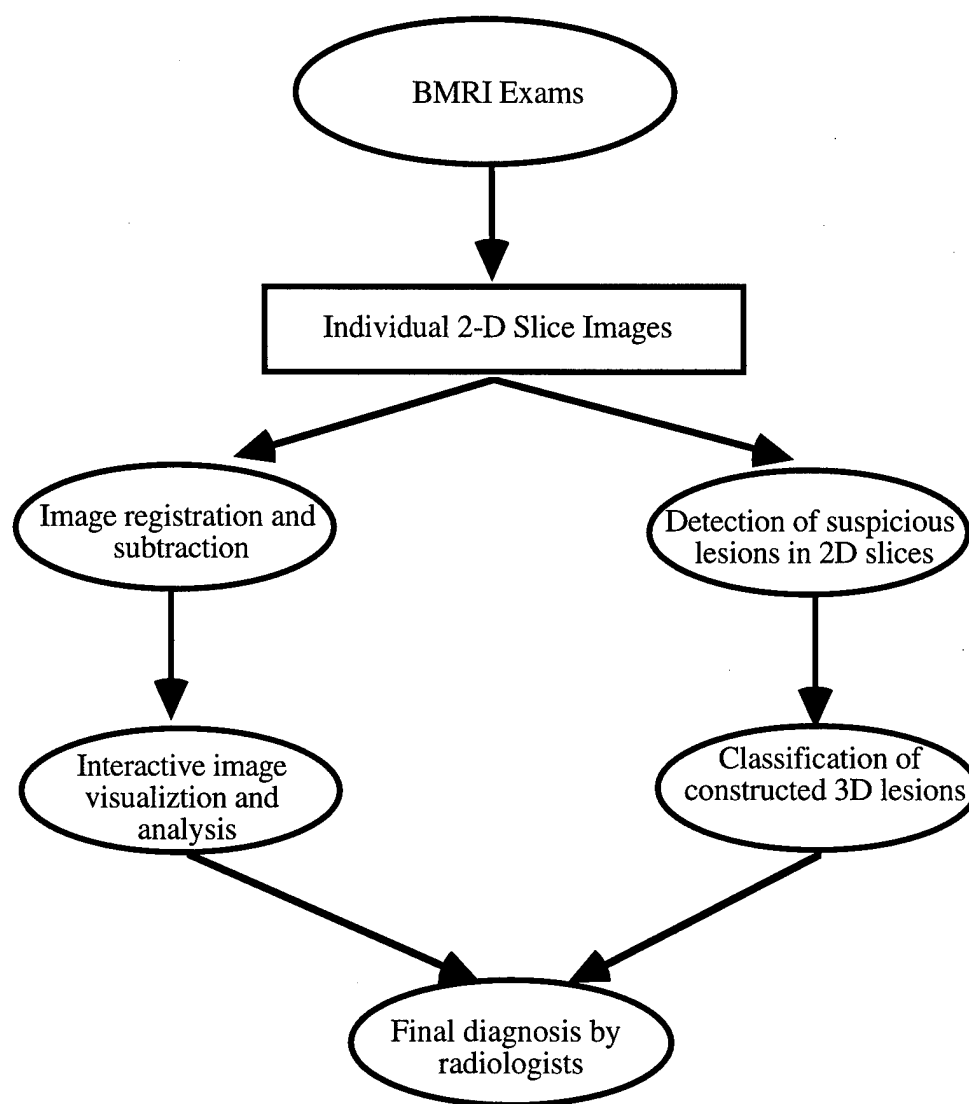 BMRI Exams
Individual 2-D Slice Images
Image registration and
subtraction
Detection of suspicious
lesions in 2D slices
Interactive image
visualiztion and
analysis
Classification of
constructed 3D lesions
Final diagnosis by
radiologists